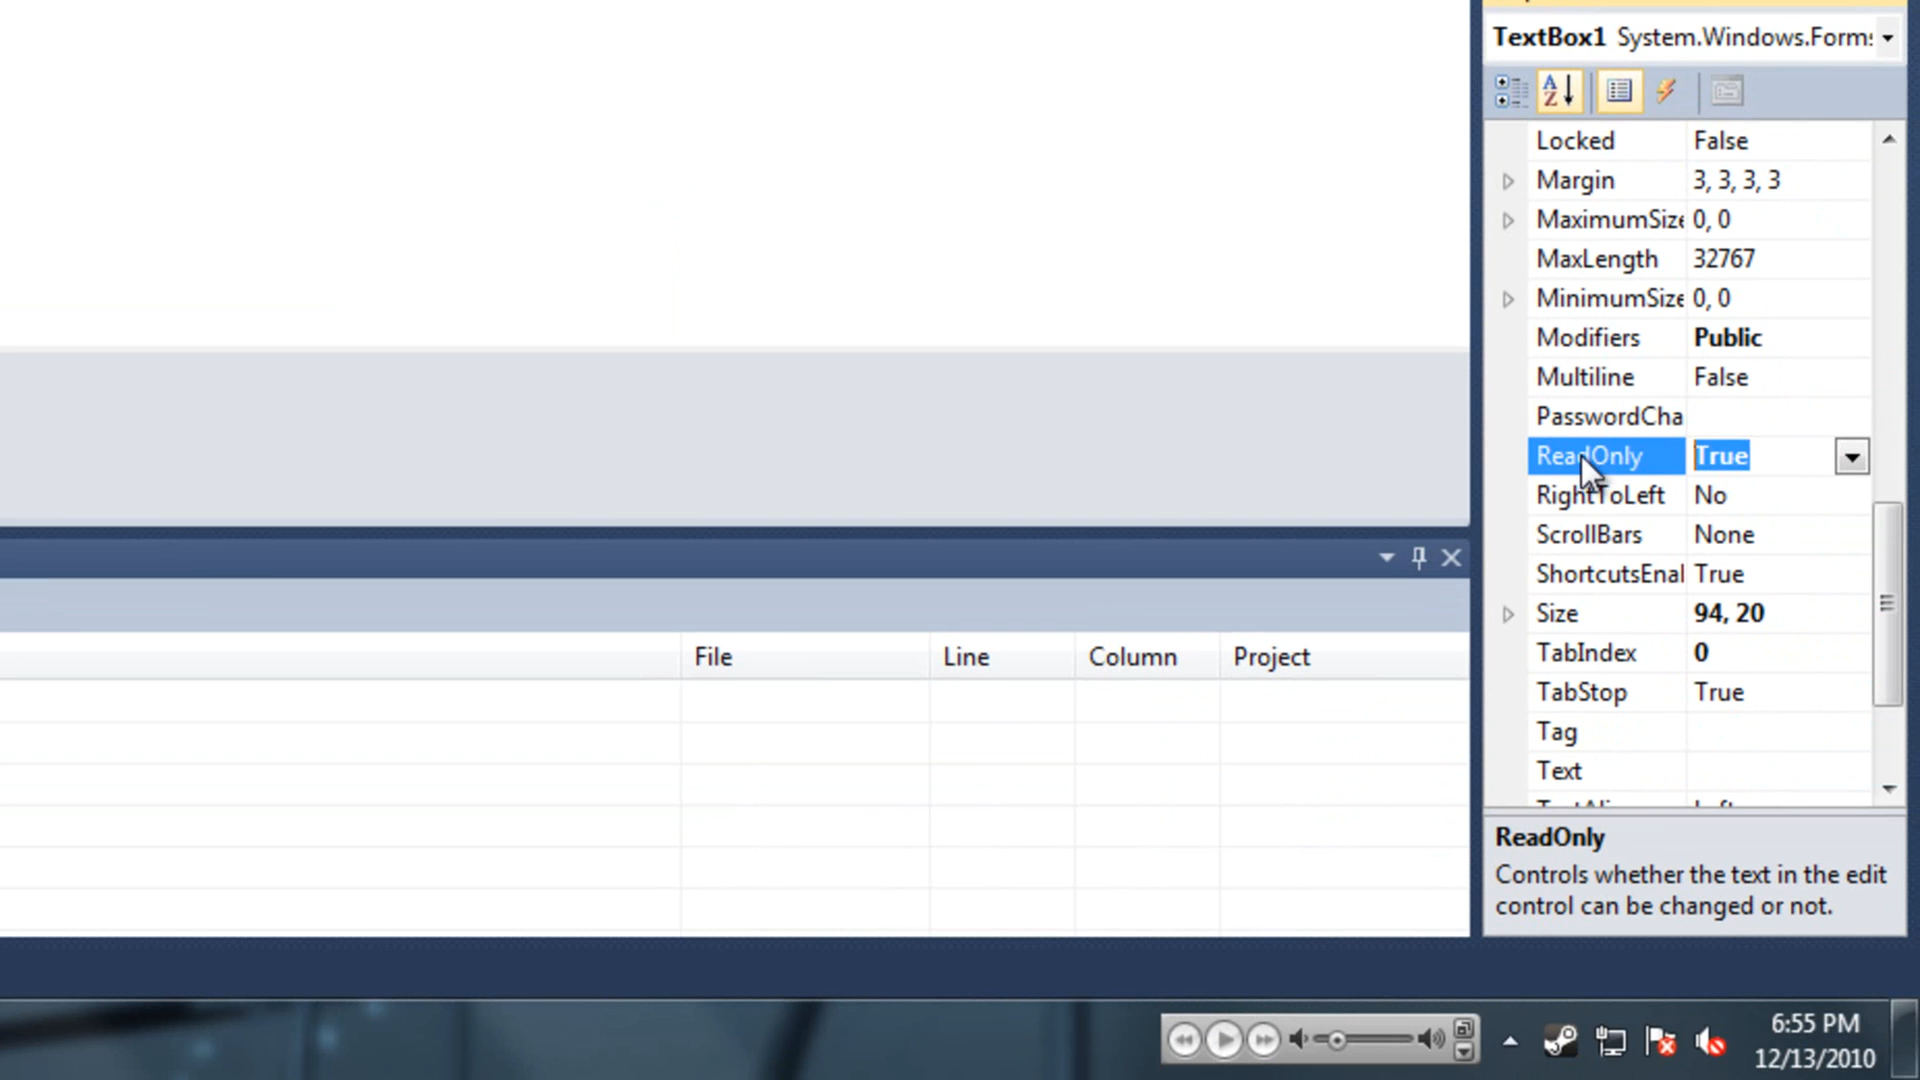 TextBox1 System.Windows.Forms
Locked False
Margin 3, 3, 3, 3
MaximumSize 0, 0
MaxLength 32767
MinimumSize 0, 0
Modifiers Public
Multiline False
PasswordCha
ReadOnly True
RightToLeft No
ScrollBars None
ShortcutsEnal True
Size 94, 20
TabIndex 0
TabStop True
Tag
Text
File Line Column Project
ReadOnly
Controls whether the text in the edit
control can be changed or not.
6:55 PM
12/13/2010